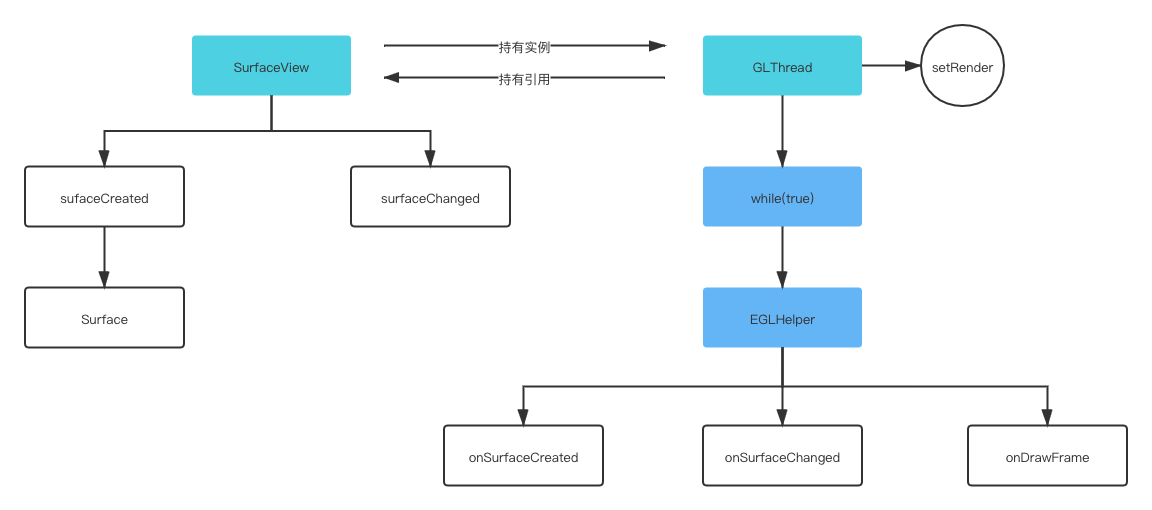 SurfaceView
持有实例
持有引用
GLThread
setRender
sufaceCreated
surfaceChanged
while(true)
Surface
EGLHelper
onSurfaceCreated
onSurfaceChanged
onDrawFrame